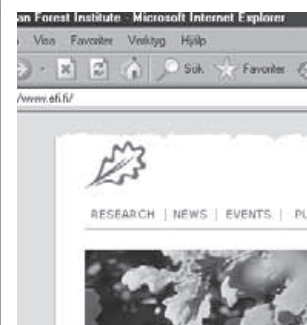 an Forest Institute - Microsoft Internet Explorer
Visa Favoriter Verktyg Hjälp
Sök Favoriter
/www.efi.fi/
RESEARCH | NEWS | EVENTS | PU